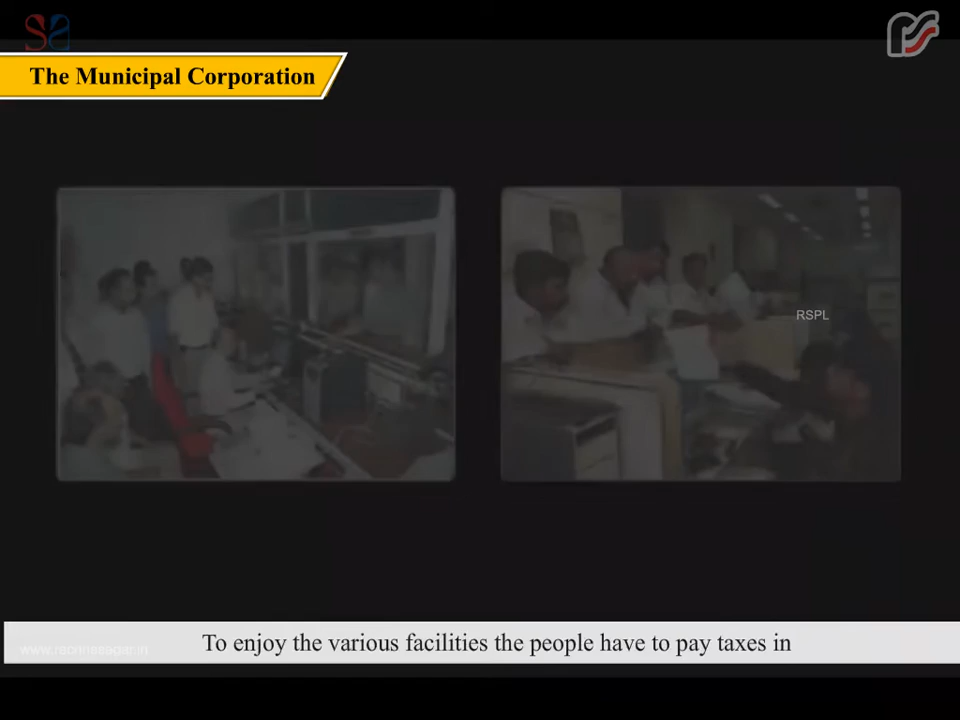 The Municipal Corporation
RSPL
To enjoy the various facilities the people have to pay taxes in